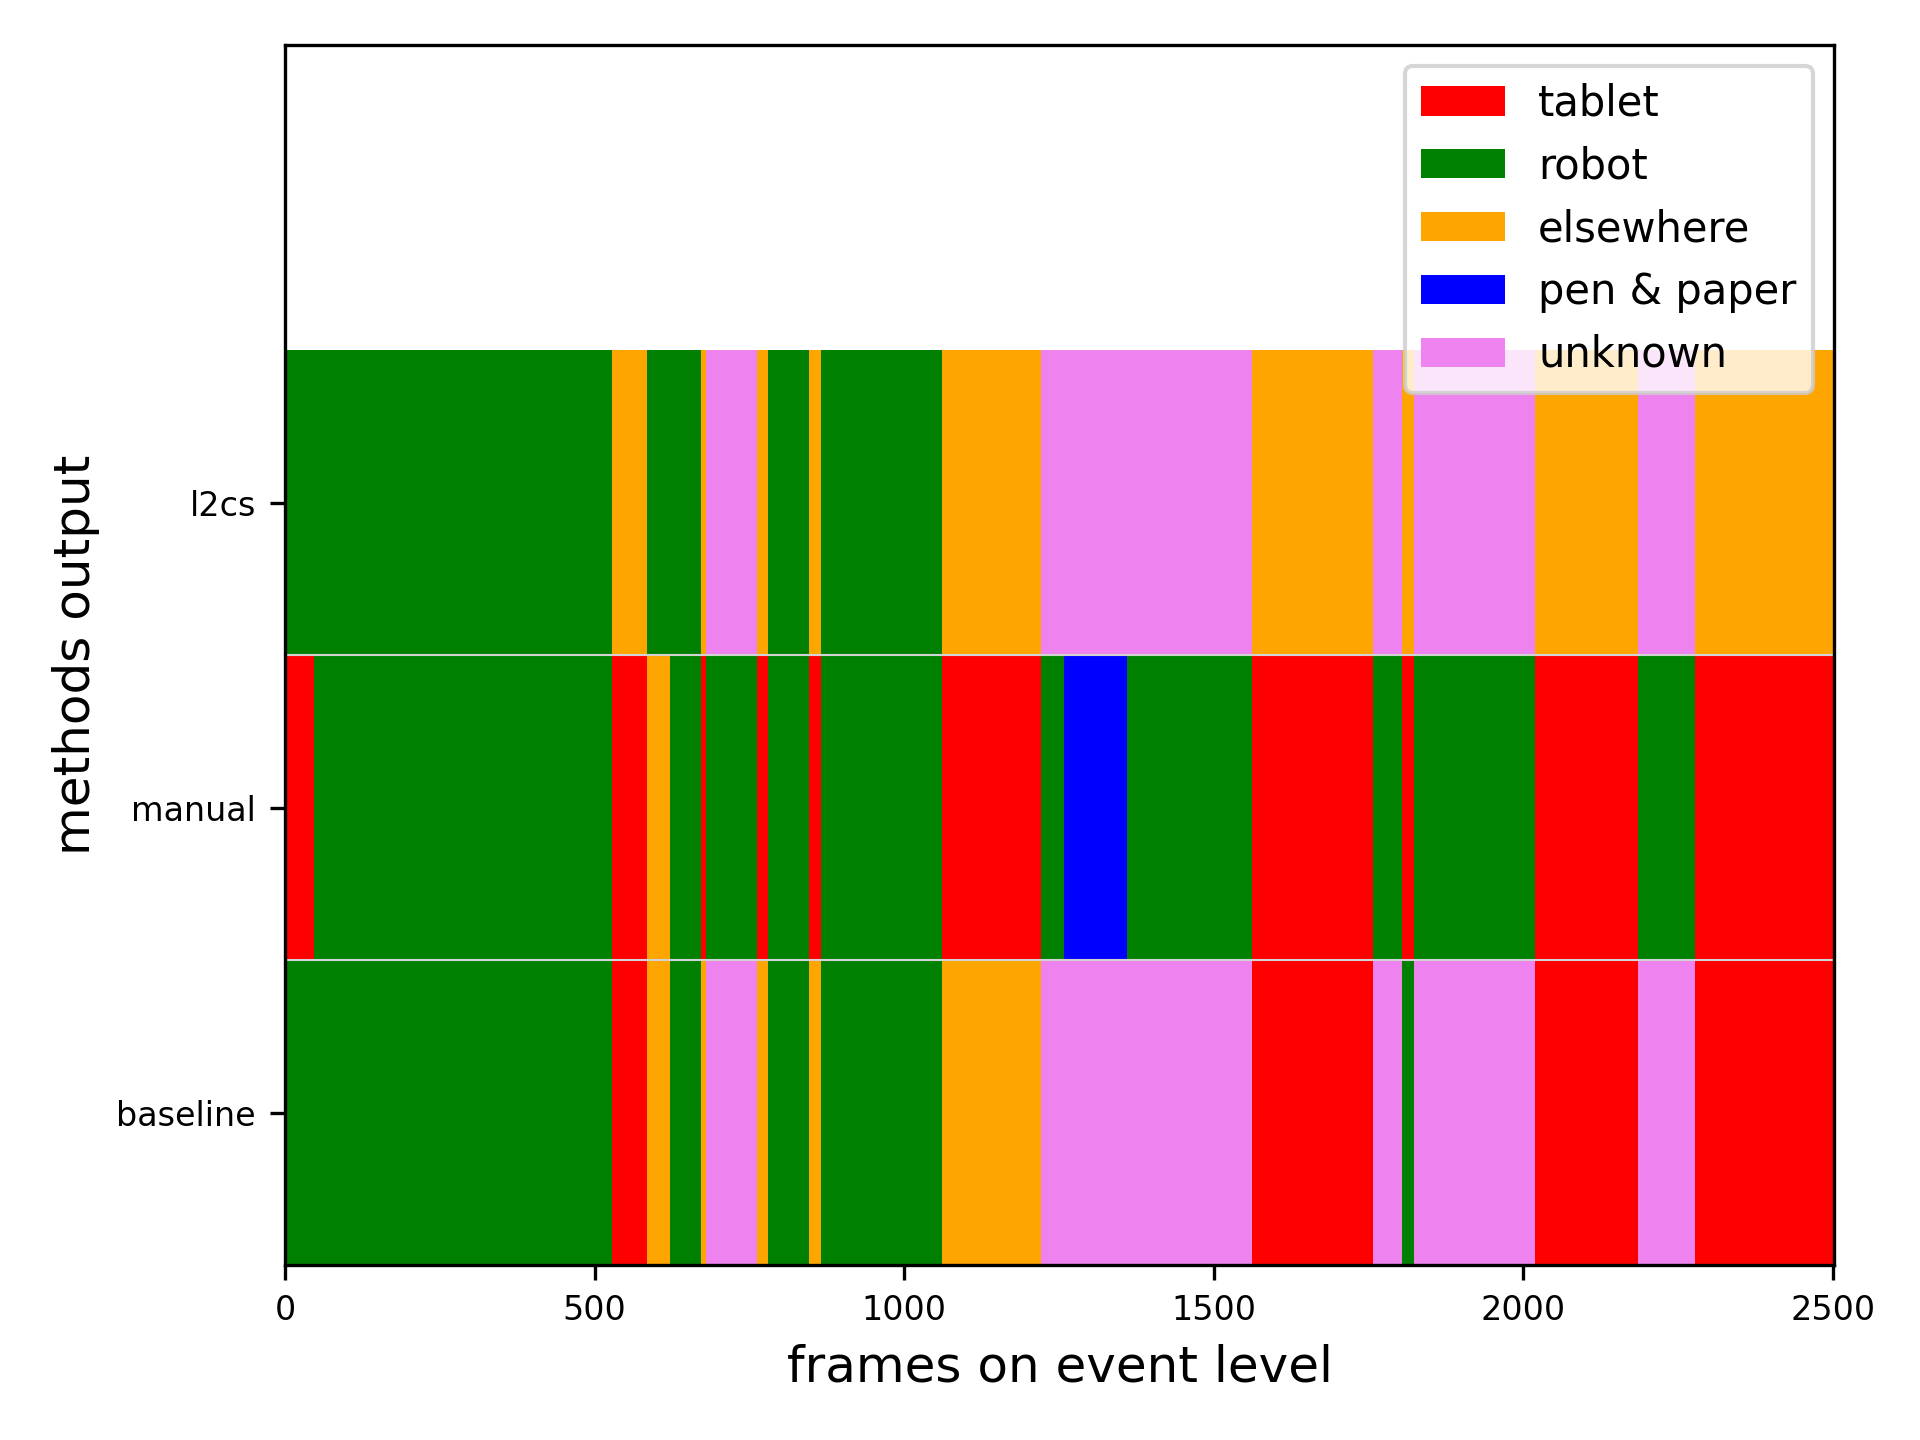 tablet
robot
elsewhere
pen & paper
unknown
methods output
l2cs
manual
baseline
0 500 1000 1500 2000 2500
frames on event level